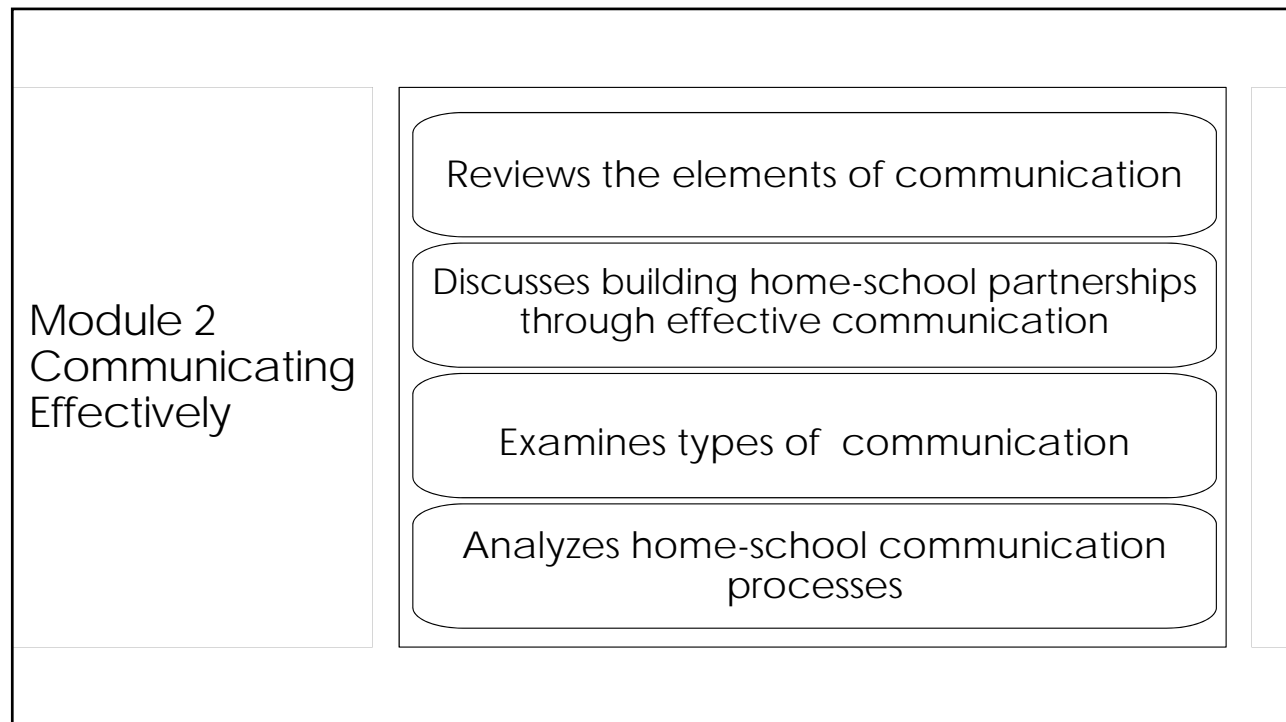 Module 2
Communicating
Effectively
Reviews the elements of communication
Discusses building home-school partnerships
through effective communication
Examines types of  communication
Analyzes home-school communication
processes